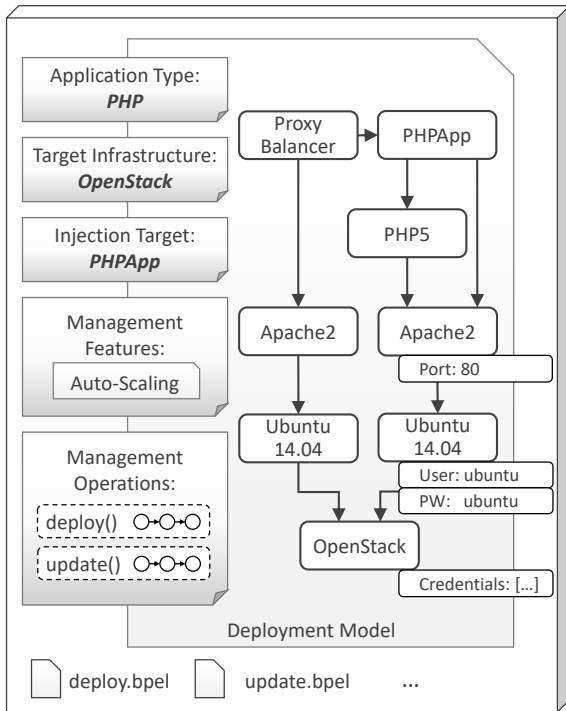 Application Type:
PHP
Target Infrastructure:
OpenStack
Injection Target:
PHPApp
Management
Features:
Auto-Scaling
Management
Operations:
deploy()
update()
Proxy
Balancer
PHPApp
PHP5
Apache2
Apache2
Port: 80
Ubuntu
14.04
Ubuntu
14.04
User: ubuntu
PW: ubuntu
OpenStack
Credentials: [...]
Deployment Model
deploy.bpel
update.bpel
...